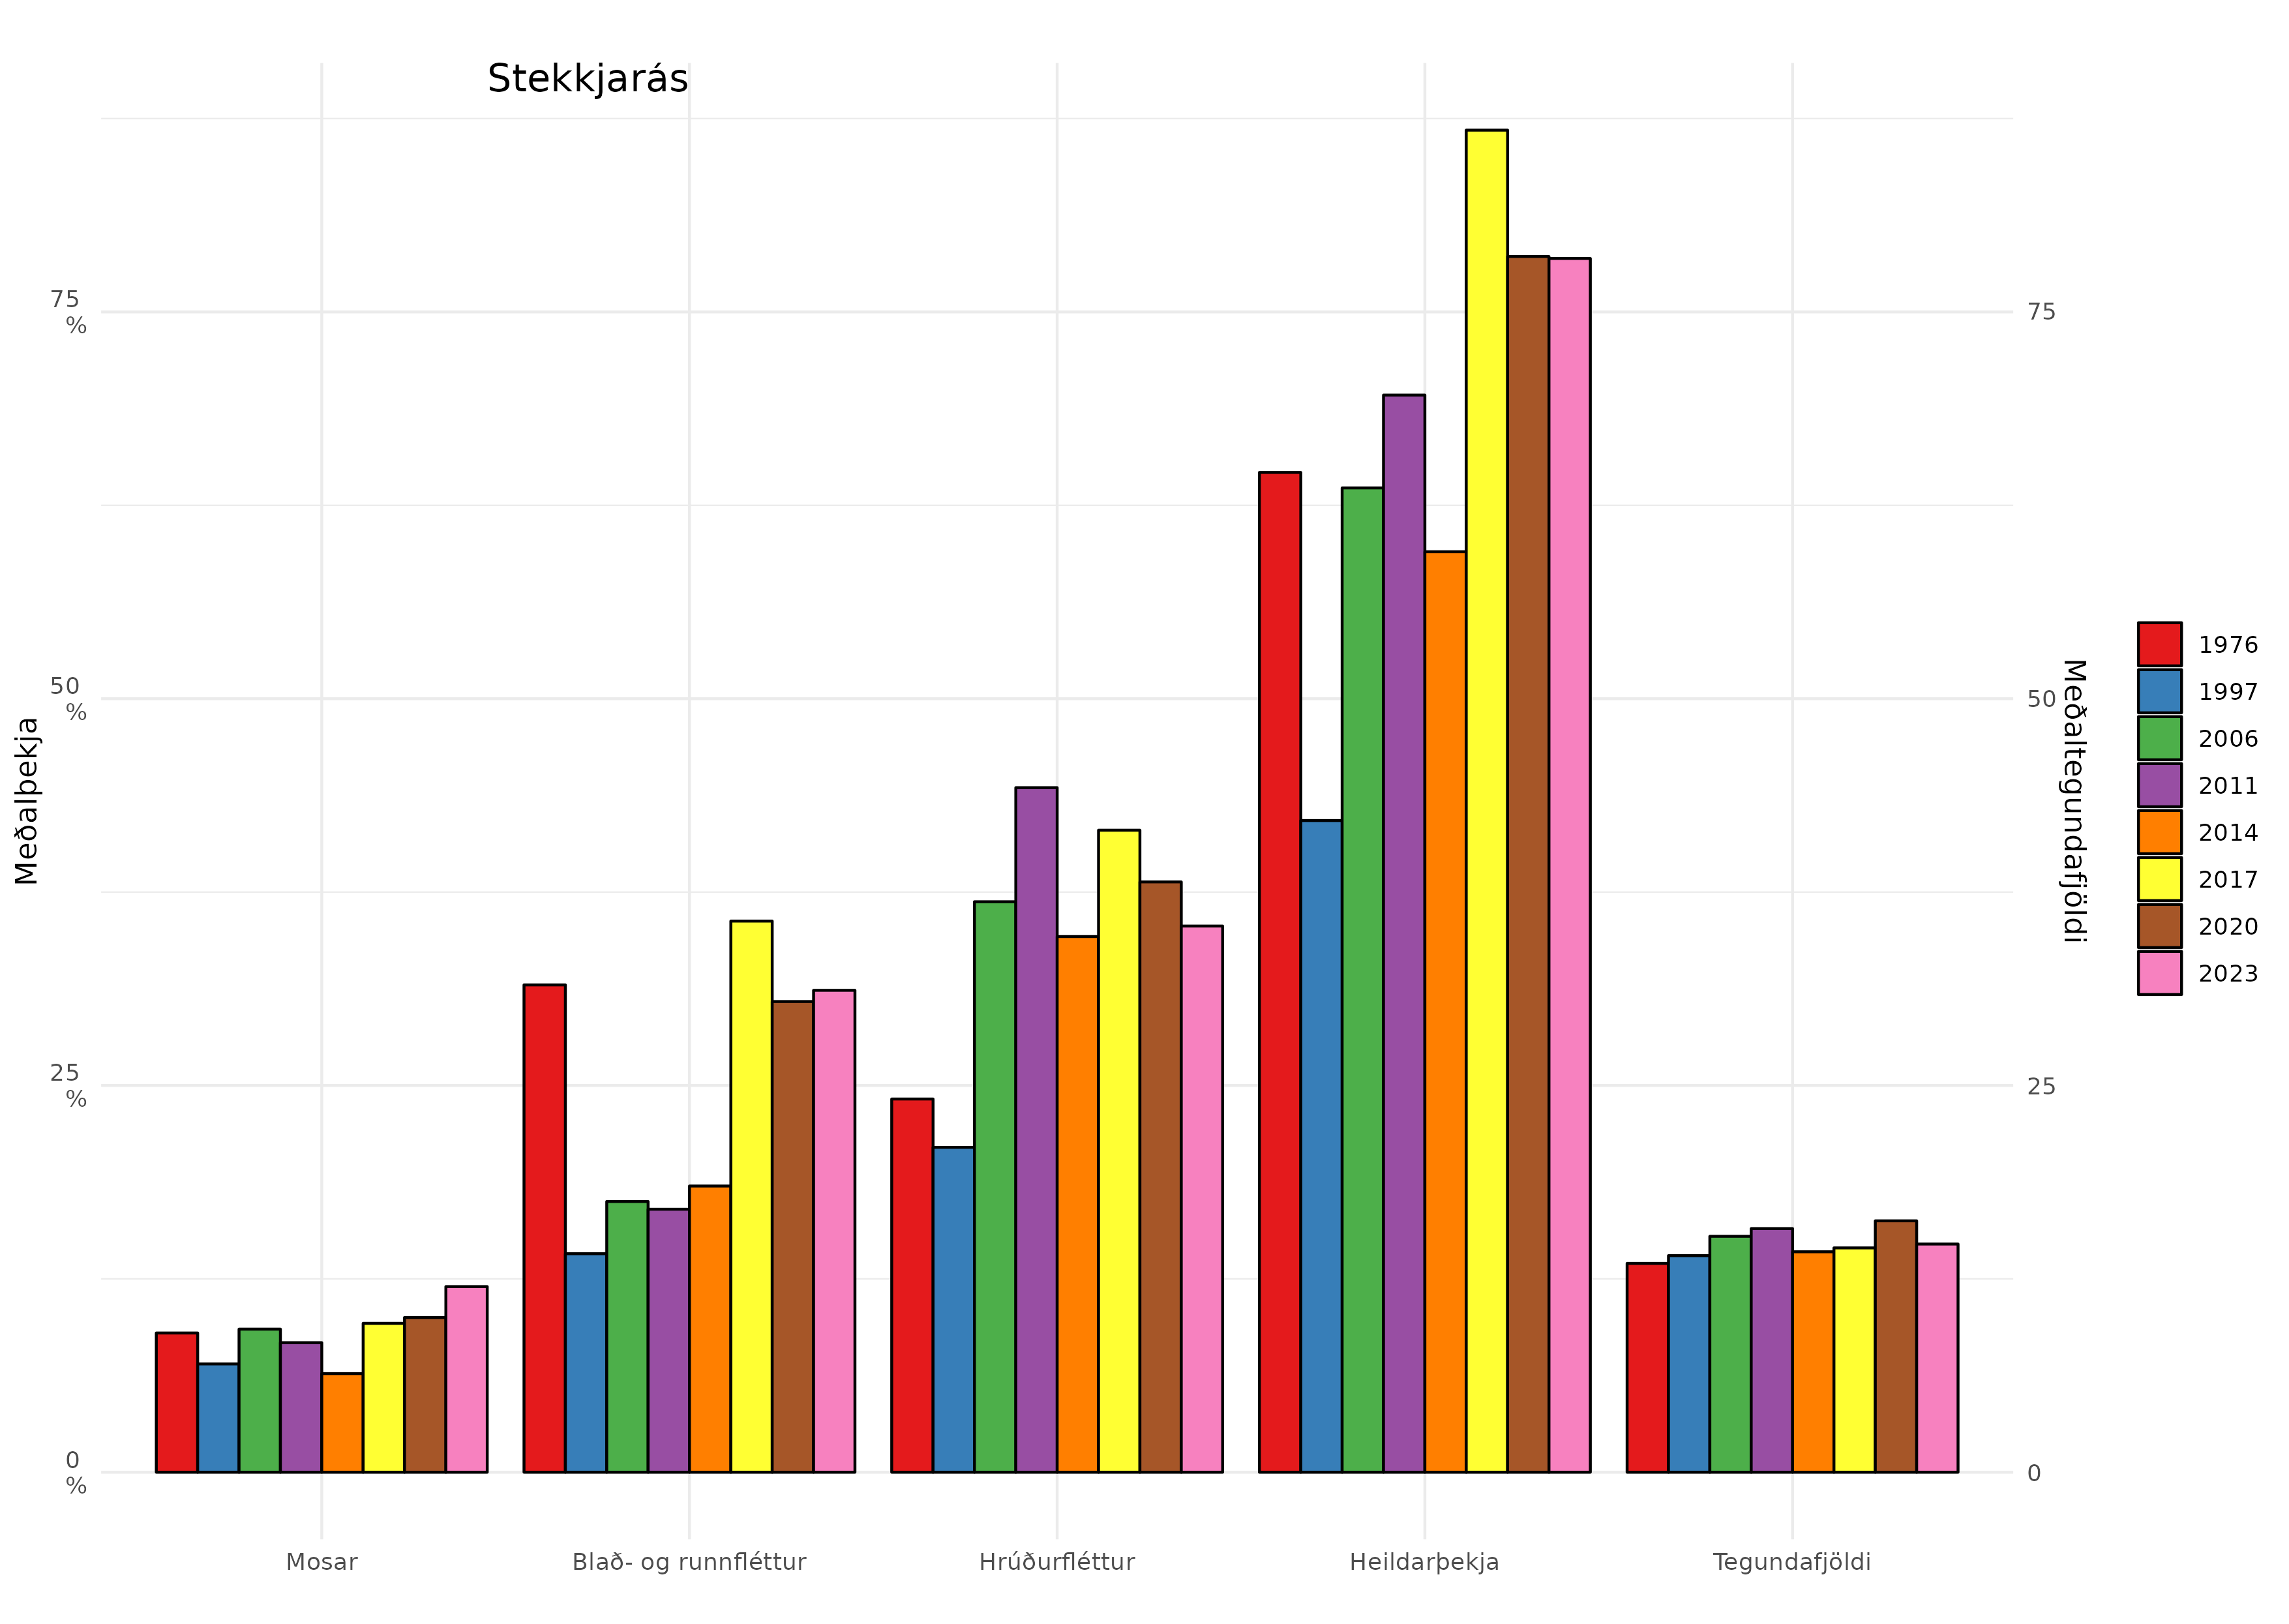 Stekkjarás
Meðalþekja
75
%
50
%
25
%
0
%
75
50
25
0
Meðaltegundafjöldi
Mosar
Blað- og runnfléttur
Hrúðurfléttur
Heildarþekja
Tegundafjöldi
1976
1997
2006
2011
2014
2017
2020
2023